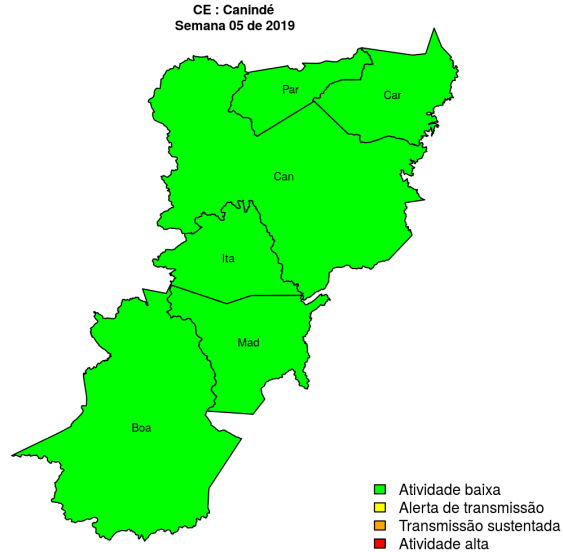 CE : Canindé
Semana 05 de 2019
Par
Car
Can
Ita
Mad
Boa
Atividade baixa
Alerta de transmissão
Transmissão sustentada
Atividade alta